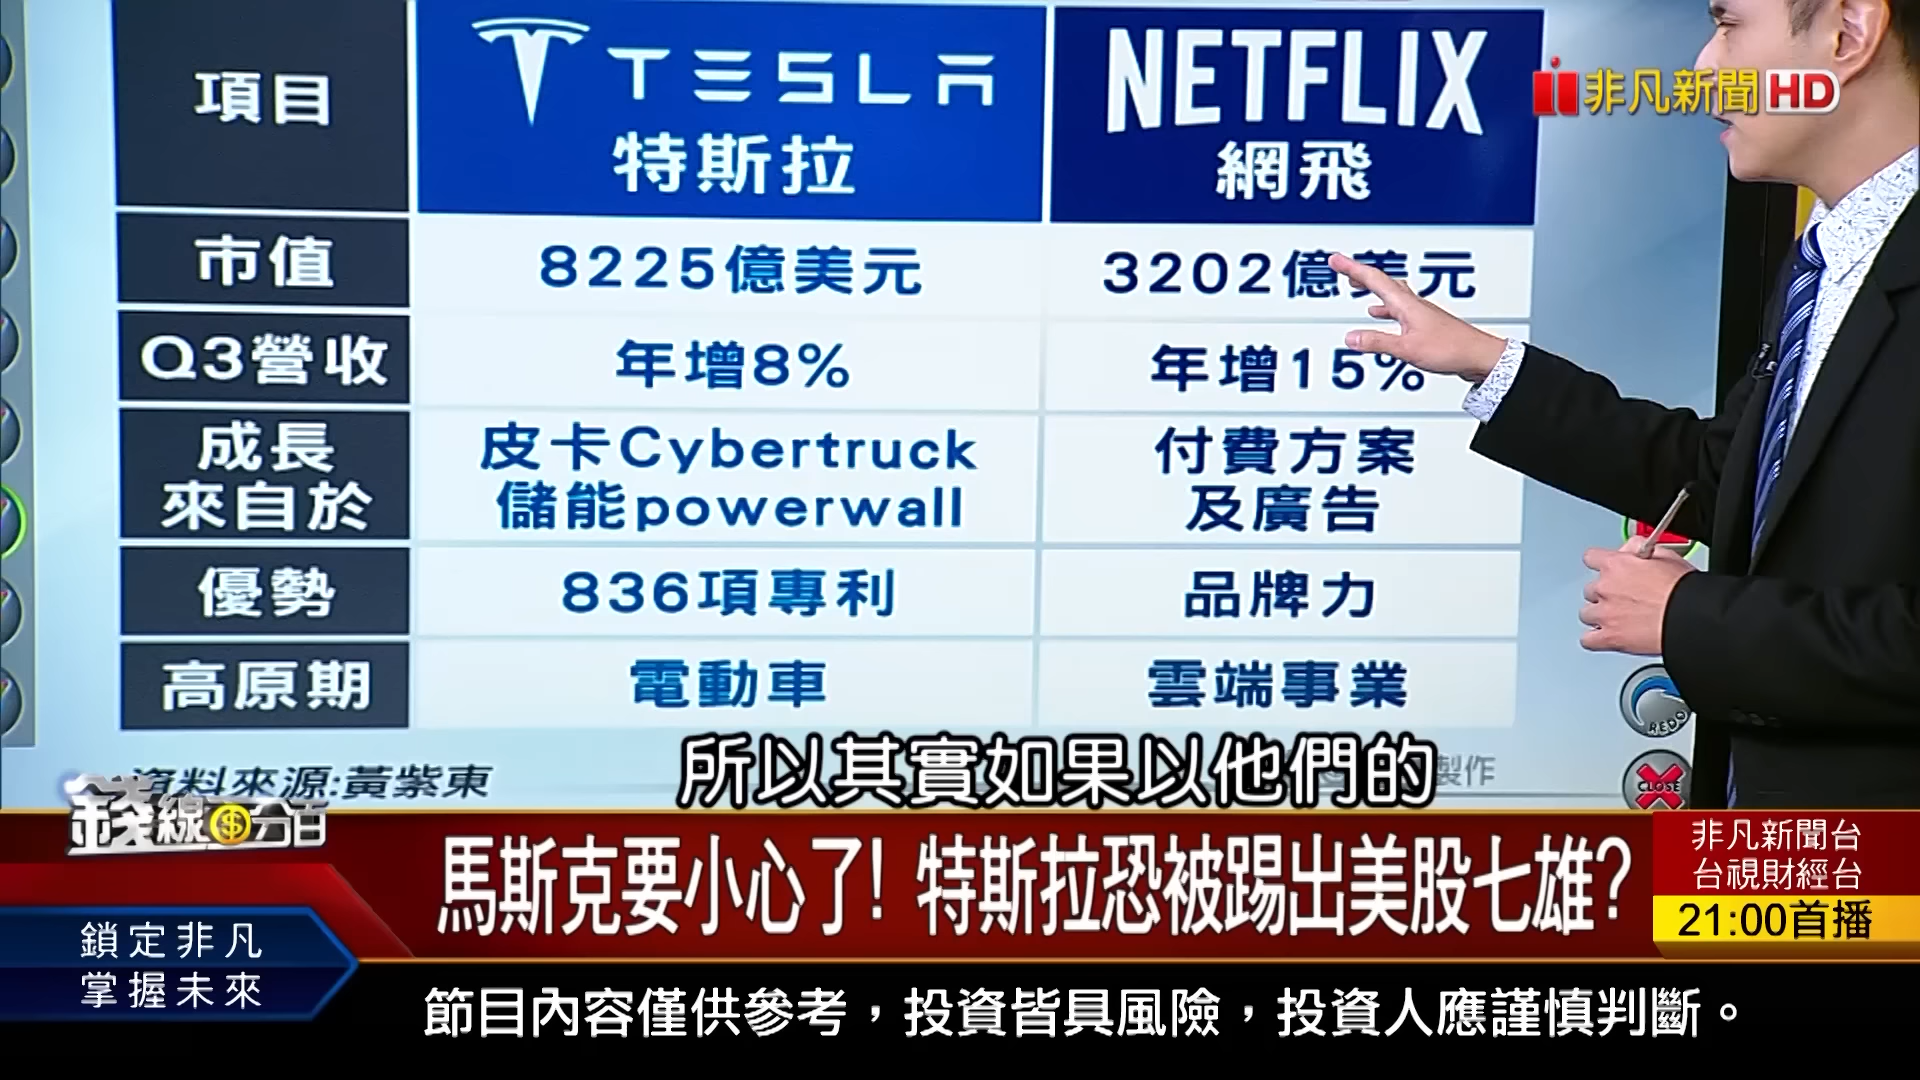 項目
TESLA
特斯拉
NETFLIX
網飛
非凡新聞HD
市值
8225億美元
3202億美元
Q3營收
年增8%
年增15%
成長
來自於
皮卡Cybertruck
儲能powerwall
付費方案
及廣告
優勢
836項專利
品牌力
高原期
電動車
雲端事業
REDO
CLOSE
資料來源:黃紫東
製作
所以其實如果以他們的
錢線百分百
馬斯克要小心了!特斯拉恐被踢出美股七雄?
非凡新聞台
台視財經台
21:00首播
鎖定非凡
掌握未來
節目內容僅供參考，投資皆具風險，投資人應謹慎判斷。